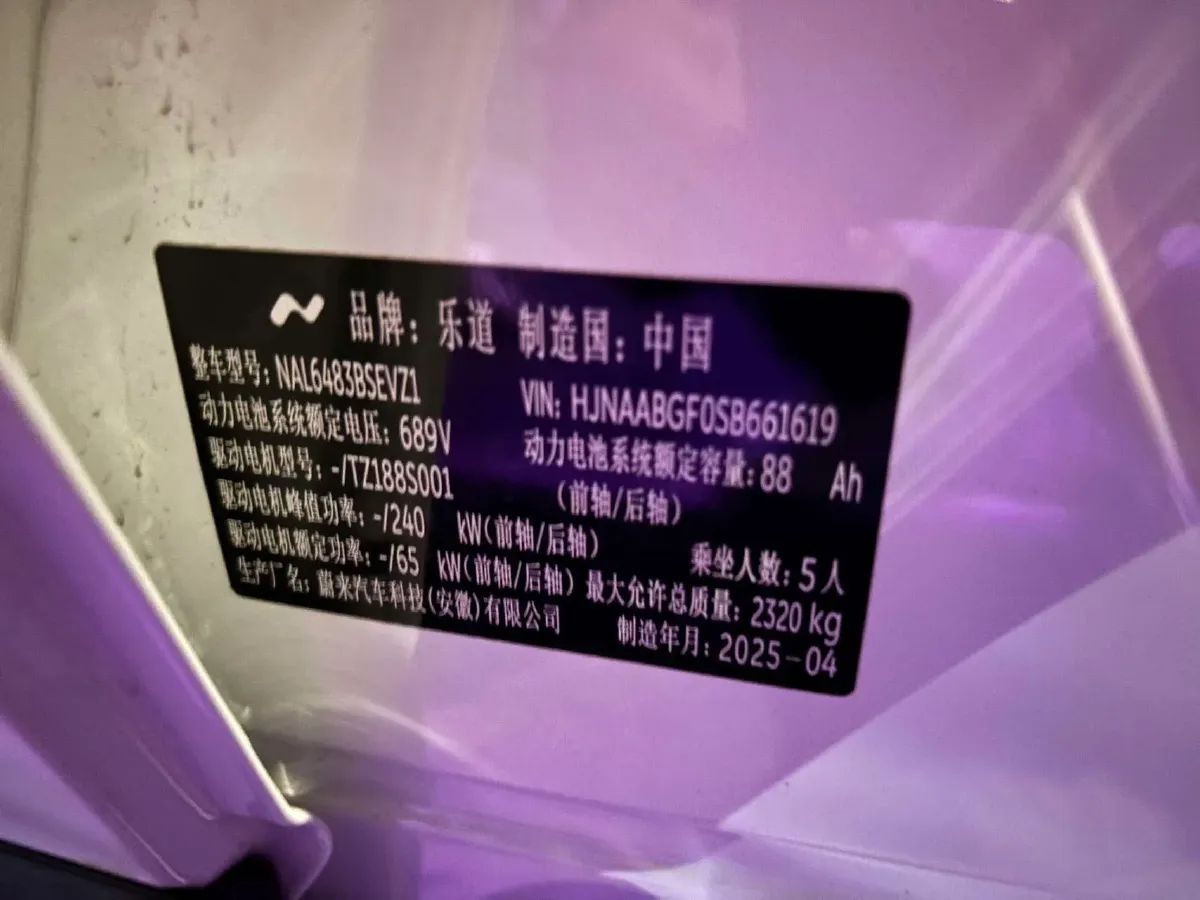 品牌：乐道 制造国：中国
整车型号：NAL6483BSEVZ1 VIN：HJNAABGF0SB661619
动力电池系统额定电压：689V 动力电池系统额定容量：88 Ah
驱动电机型号：-/TZ188S001 （前轴/后轴）
驱动电机峰值功率：-/240 kW（前轴/后轴） 乘坐人数：5人
驱动电机额定功率：-/65 kW（前轴/后轴） 最大允许总质量：2320 kg
生产厂名：蔚来汽车科技（安徽）有限公司 制造年月：2025-04